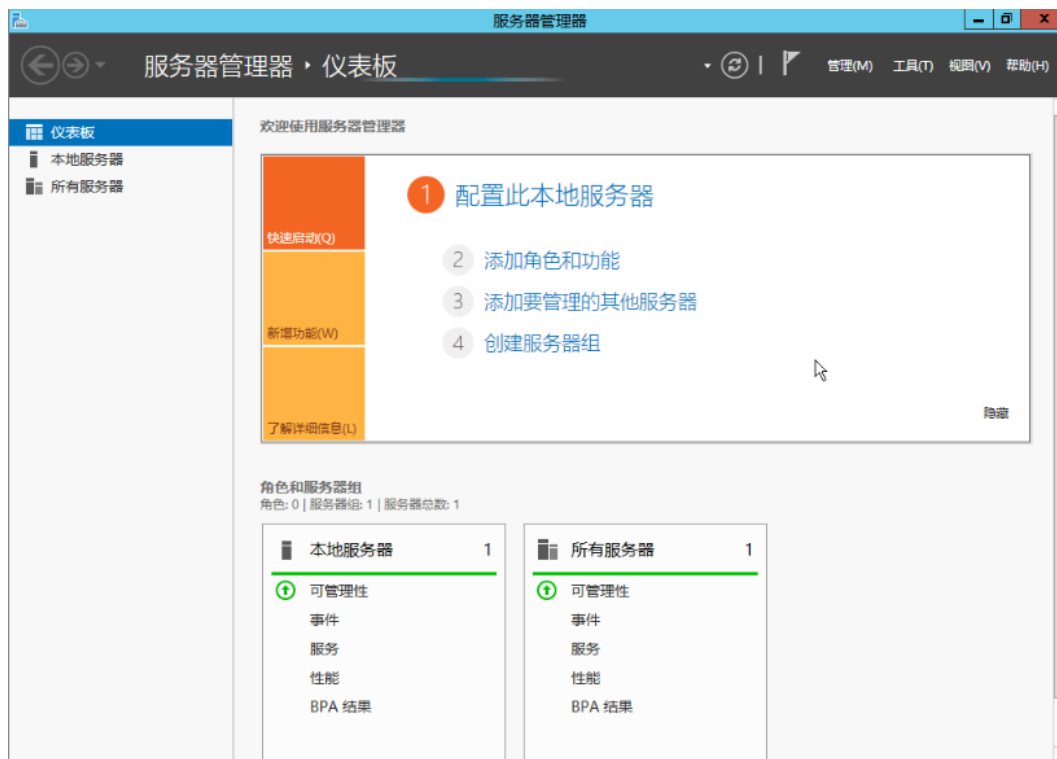 服务器管理器
服务器管理器 · 仪表板
管理(M) 工具(T) 视图(V) 帮助(H)
仪表板
本地服务器
所有服务器
欢迎使用服务器管理器
快速启动(Q)
新增功能(W)
了解详细信息(L)
1 配置此本地服务器
2 添加角色和功能
3 添加要管理的其他服务器
4 创建服务器组
隐藏
角色和服务器组
角色: 0 | 服务器组: 1 | 服务器总数: 1
本地服务器 1
可管理性
事件
服务
性能
BPA 结果
所有服务器 1
可管理性
事件
服务
性能
BPA 结果